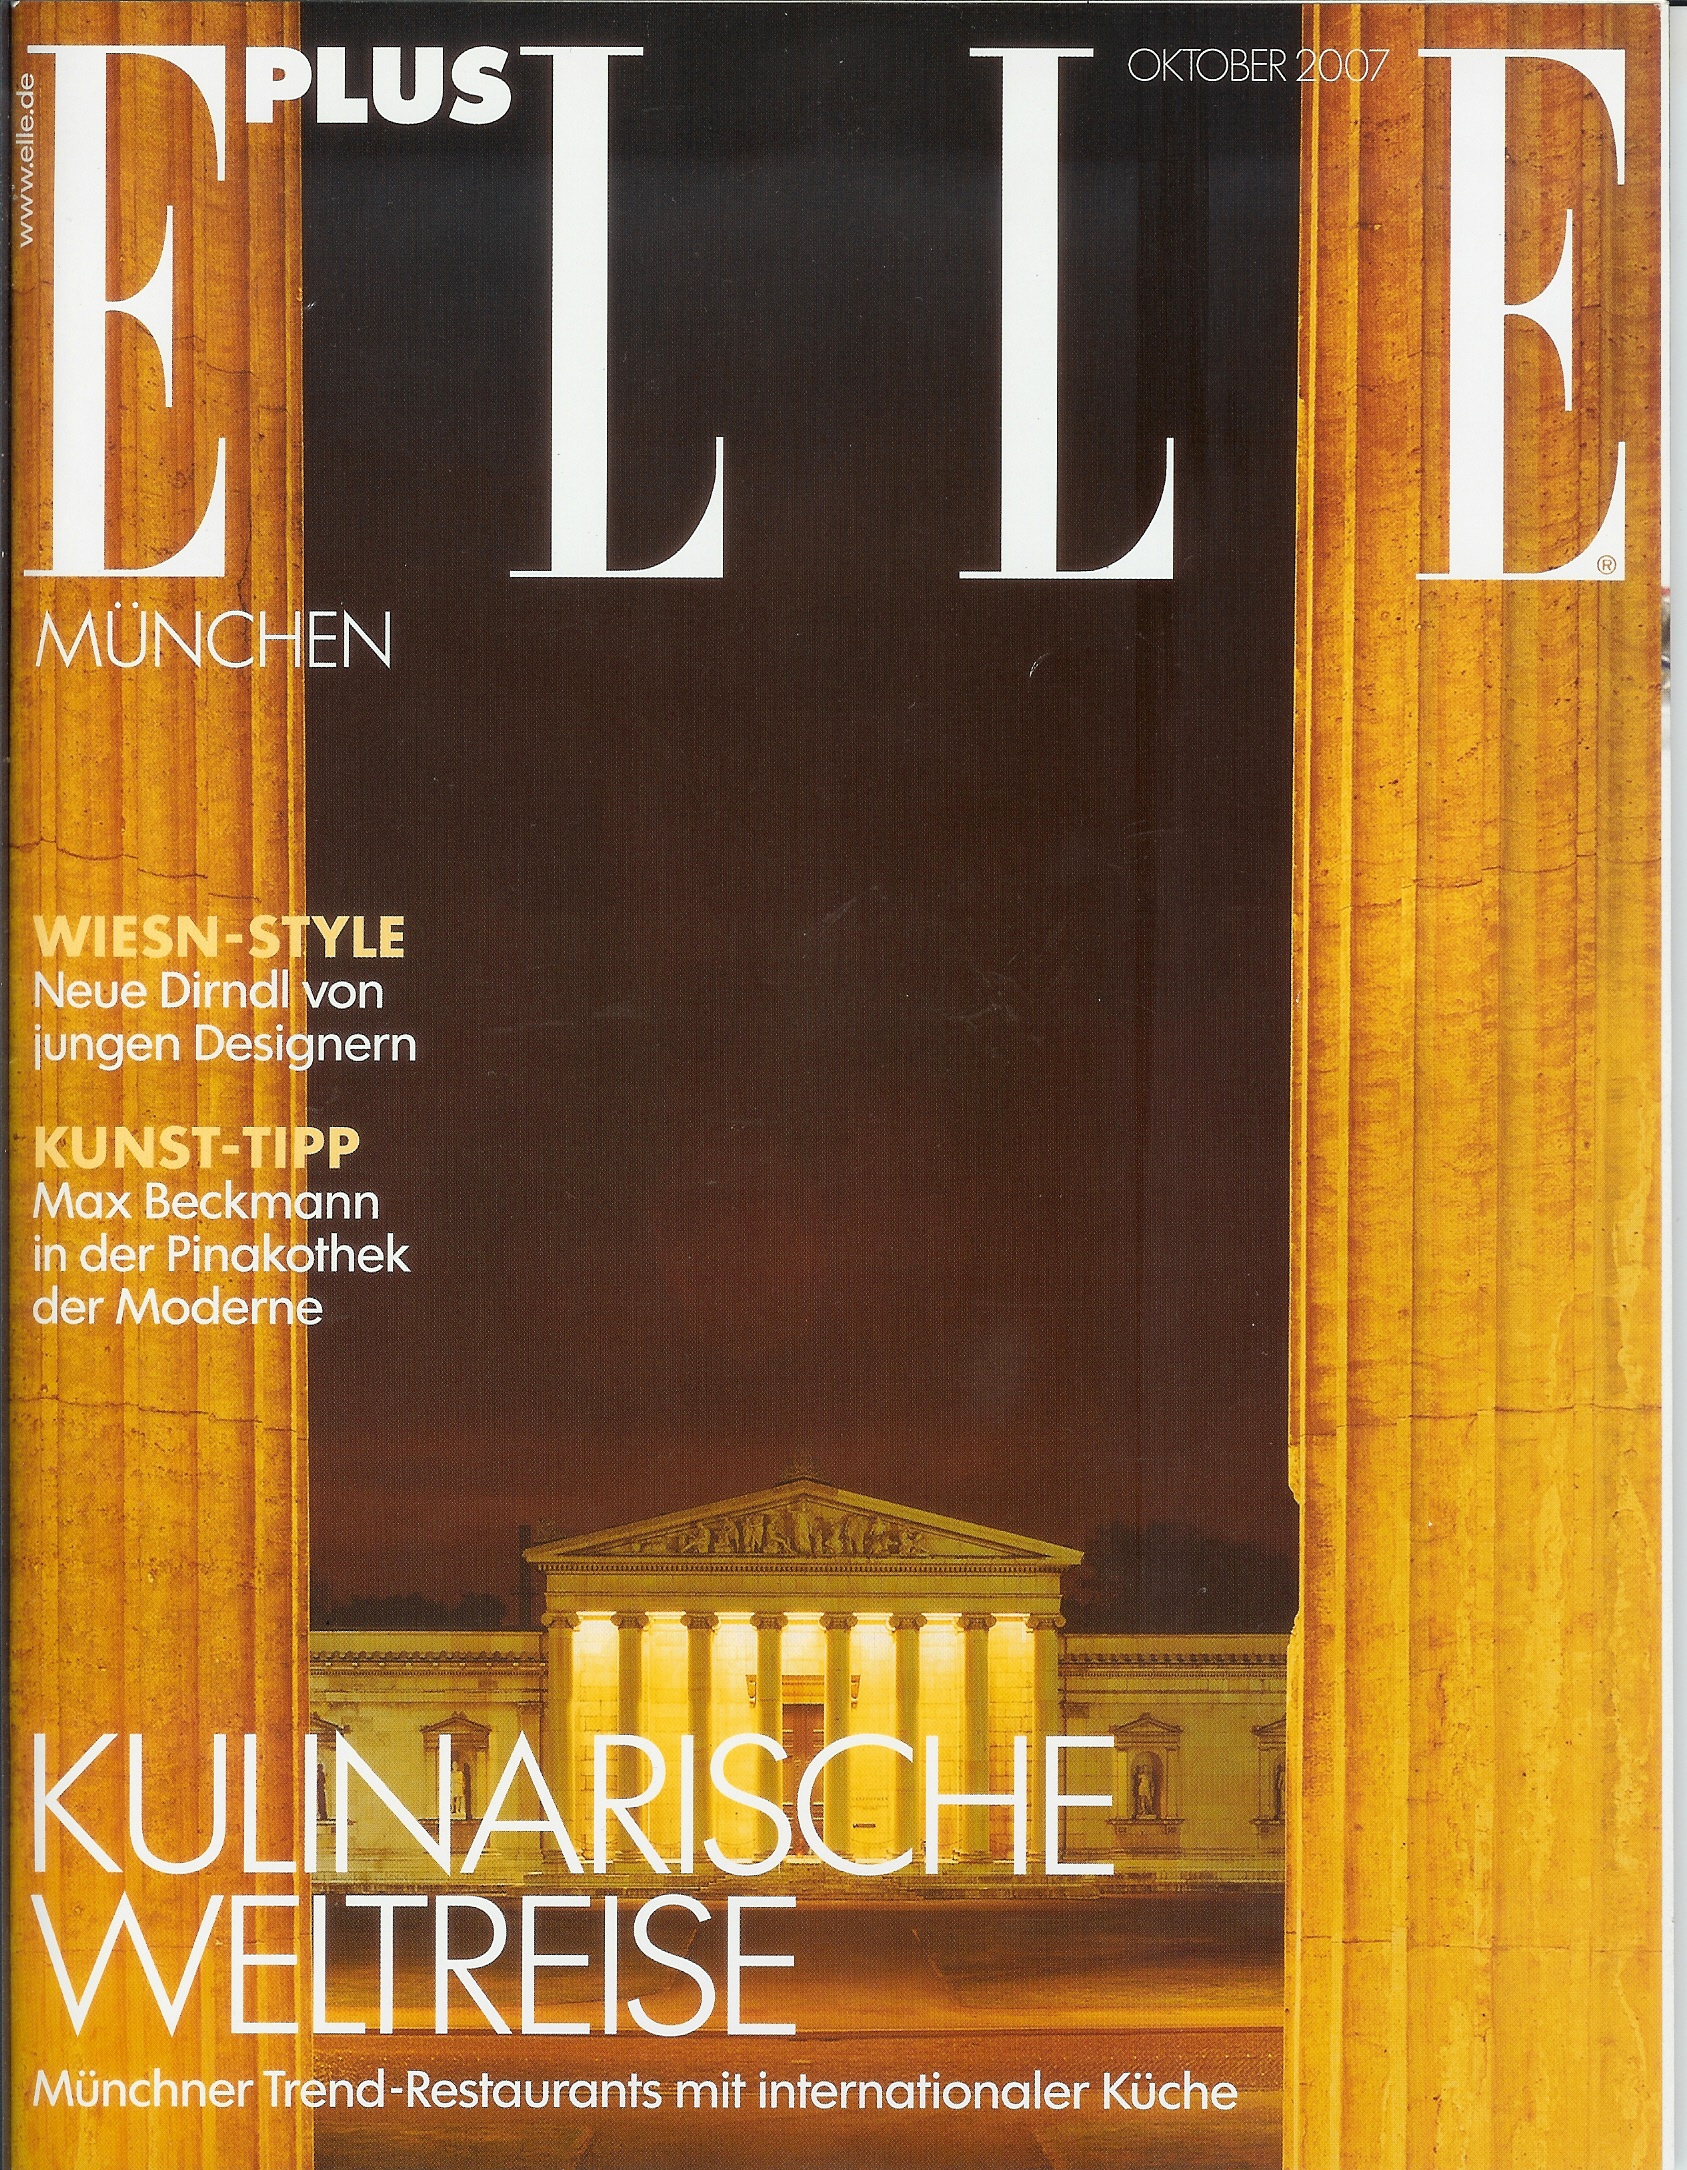 www.elle.de
PLUS
ELLE
OKTOBER 2007
®
MÜNCHEN
WIESN-STYLE
Neue Dirndl von
jungen Designern
KUNST-TIPP
Max Beckmann
in der Pinakothek
der Moderne
KULINARISCHE
WELTREISE
Münchner Trend-Restaurants mit internationaler Küche